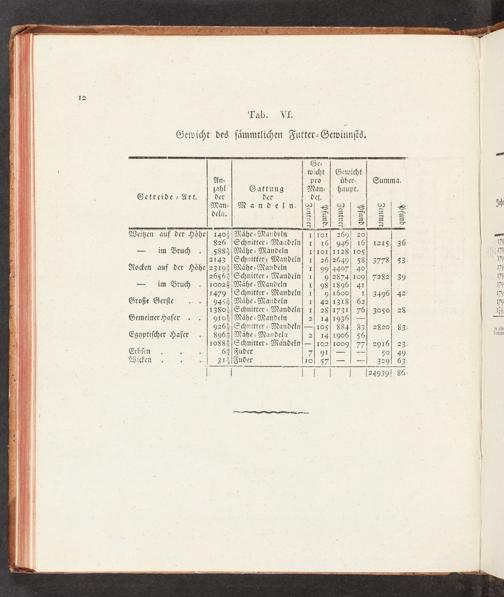 12
Tab. VI.
Gewicht des sämmtlichen Futter-Gewinnsts.
Getreide-Art. An-zahl der Man-deln. Gattung der Mandeln. Ge-wicht pro Man-del. Gewicht über-haupt. Summa.
Zentner Pfund Zentner Pfund Zentner Pfund
Weitzen auf der Höhe 140 Mähe-Mandeln 1 101 269 20
826 Schnitter-Mandeln 1 16 946 16 1215 36
— im Bruch . 588 Mähe-Mandeln 1 101 1128 105
2143 Schnitter-Mandeln 1 26 2649 58 3778 53
Rocken auf der Höhe 2319 Mähe-Mandeln 1 99 4407 40
2656 Schnitter-Mandeln 1 9 2874 109 7282 39
— im Bruch . 1002 Mähe-Mandeln 1 98 1896 41
1479 Schnitter-Mandeln 1 9 1600 1 3496 42
Große Gerste . . 945 Mähe-Mandeln 1 42 1318 62
1380 Schnitter-Mandeln 1 28 1731 76 3050 28
Gemeiner Hafer . . 910 Mähe-Mandeln 2 14 1936 —
926 Schnitter-Mandeln — 105 884 83 2820 83
Egyptischer Hafer . 896 Mähe-Mandeln 2 14 1906 56
1088 Schnitter-Mandeln — 102 1009 77 2916 23
Erbsen . . . 6 Fuder 7 91 — — 50 49
Wicken . . . 31 Fuder 10 57 — — 329 63
24939 86